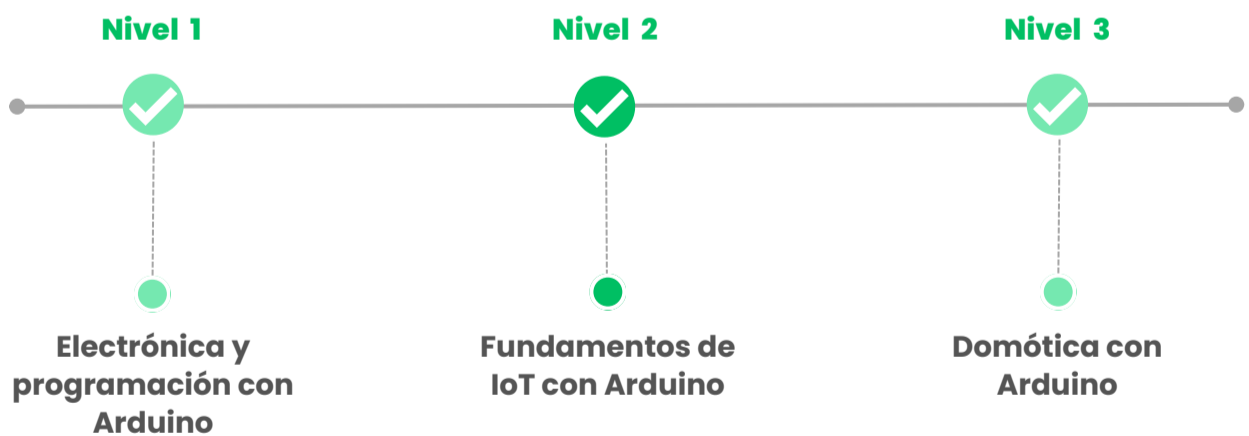 Nivel 1
Nivel 2
Nivel 3
Electrónica y
programación con
Arduino
Fundamentos de
IoT con Arduino
Domótica con
Arduino